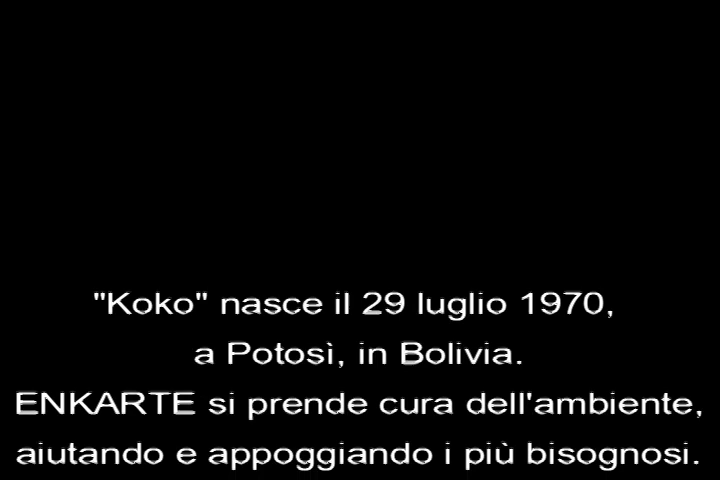 "Koko" nasce il 29 luglio 1970,
a Potosì, in Bolivia.
ENKARTE si prende cura dell'ambiente,
aiutando e appoggiando i più bisognosi.